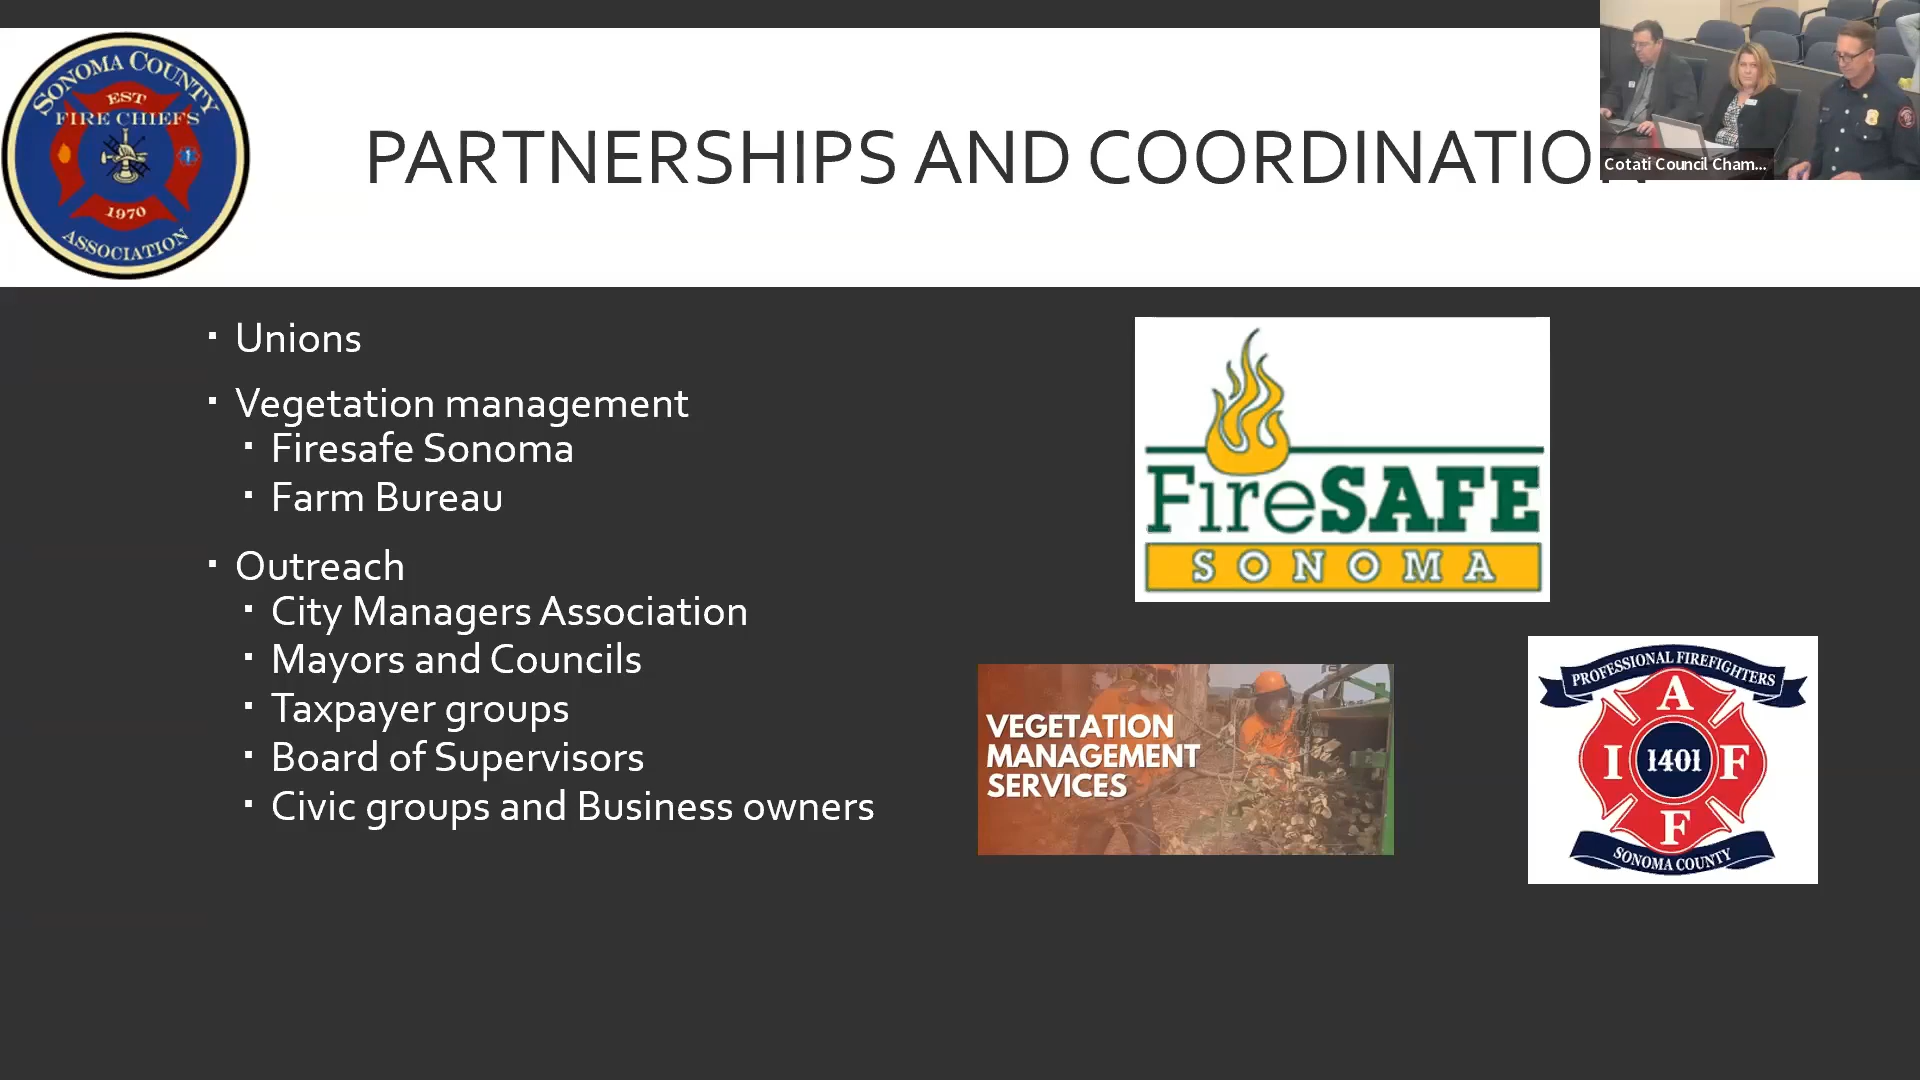 SONOMA COUNTY
EST
FIRE CHIEFS
1970
ASSOCIATION
PARTNERSHIPS AND COORDINATION
Cotati Council Cham...
Unions
Vegetation management
Firesafe Sonoma
Farm Bureau
Outreach
City Managers Association
Mayors and Councils
Taxpayer groups
Board of Supervisors
Civic groups and Business owners
FireSAFE
SONOMA
VEGETATION
MANAGEMENT
SERVICES
PROFESSIONAL FIREFIGHTERS
A
I 1401 F
F
SONOMA COUNTY